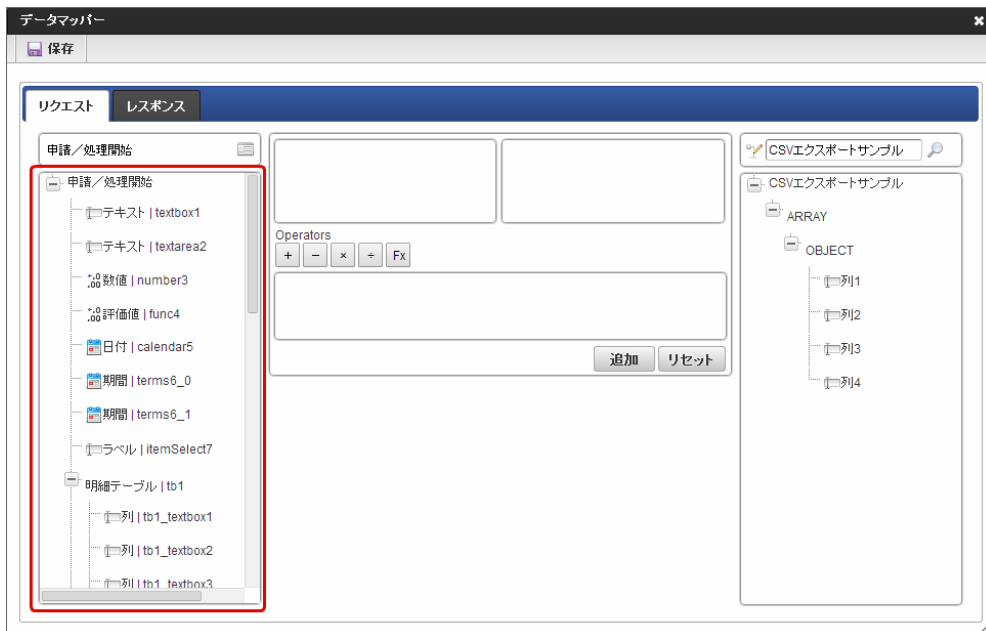 データマッパー
保存
リクエスト レスポンス
申請／処理開始
申請／処理開始
テキスト | textbox1
テキスト | textarea2
数値 | number3
評価値 | func4
日付 | calendar5
期間 | terms6_0
期間 | terms6_1
ラベル | itemSelect7
明細テーブル | tb1
列 | tb1_textbox1
列 | tb1_textbox2
列 | tb1_textbox3
Operators
+ − × ÷ Fx
追加 リセット
CSVエクスポートサンプル
CSVエクスポートサンプル
ARRAY
OBJECT
列1
列2
列3
列4